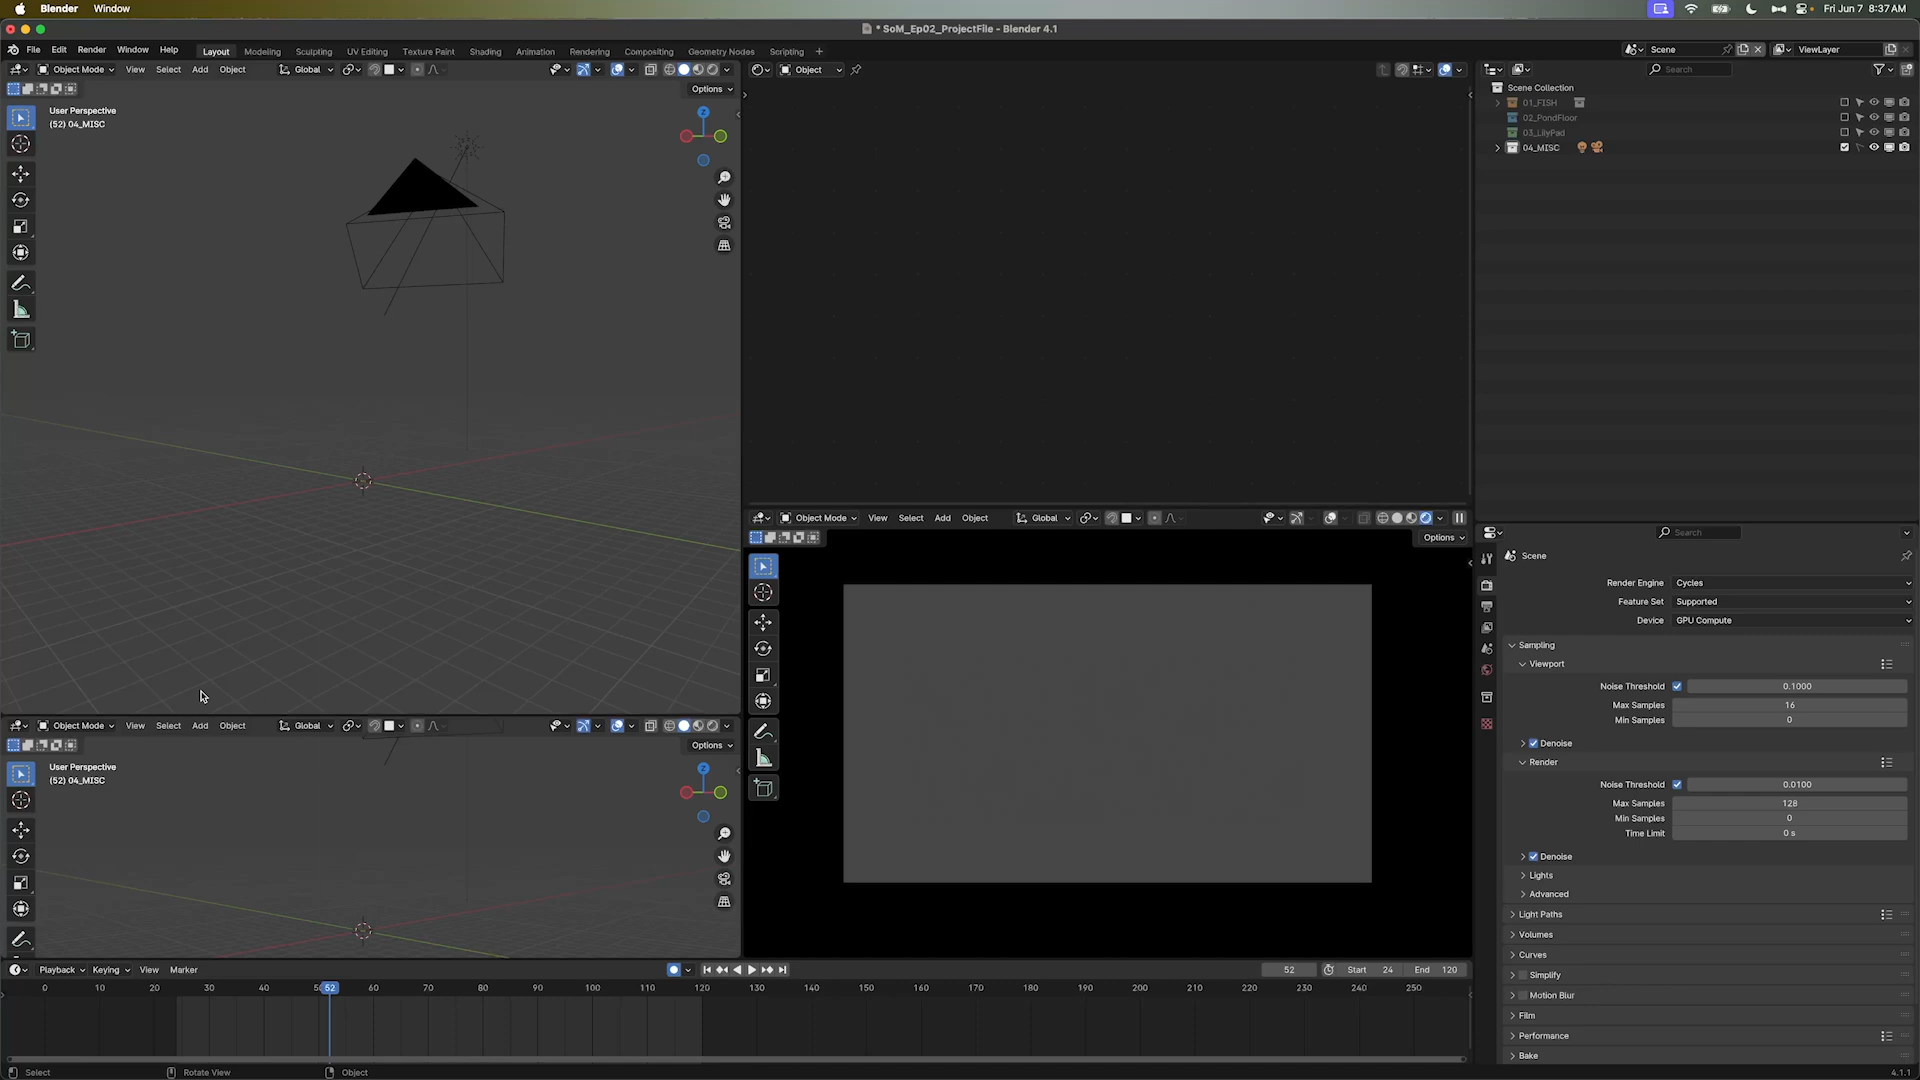 Blender Window Fri Jun 7 8:37 AM
* SoM_Ep02_ProjectFile - Blender 4.1
File Edit Render Window Help Layout Modeling Sculpting UV Editing Texture Paint Shading Animation Rendering Compositing Geometry Nodes Scripting + Scene ViewLayer
Object Mode View Select Add Object Global
Object
Search
Options
User Perspective
(52) 04_MISC
Z
Scene Collection
01_FISH
02_PondFloor
03_LilyPad
04_MISC
Object Mode View Select Add Object Global
Options
Search
Scene
Render Engine Cycles
Feature Set Supported
Device GPU Compute
Sampling
Viewport
Noise Threshold 0.1000
Max Samples 16
Min Samples 0
Denoise
Render
Noise Threshold 0.0100
Max Samples 128
Min Samples 0
Time Limit 0 s
Denoise
Lights
Advanced
Light Paths
Volumes
Curves
Simplify
Motion Blur
Film
Performance
Bake
Object Mode View Select Add Object Global
Options
User Perspective
(52) 04_MISC
Z
Playback Keying View Marker 52 Start 24 End 120
0 10 20 30 40 52 60 70 80 90 100 110 120 130 140 150 160 170 180 190 200 210 220 230 240 250
Select Rotate View Object 4.1.1